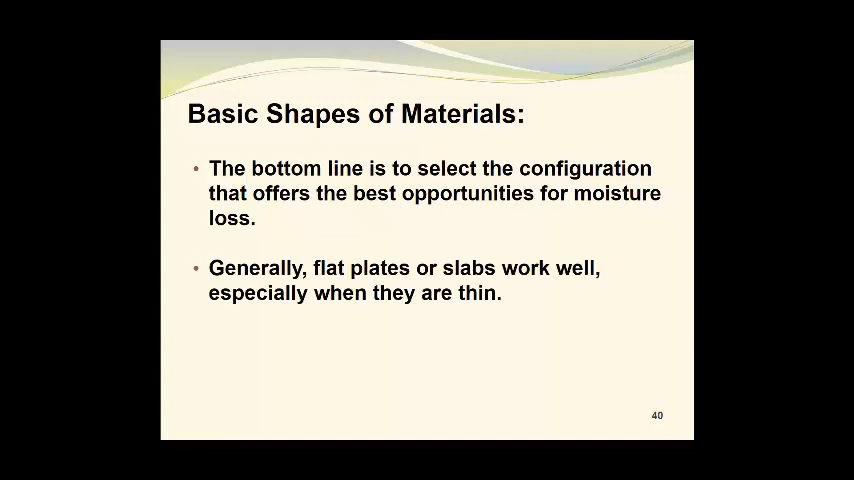 Basic Shapes of Materials:
• The bottom line is to select the configuration
that offers the best opportunities for moisture
loss.
• Generally, flat plates or slabs work well,
especially when they are thin.
40